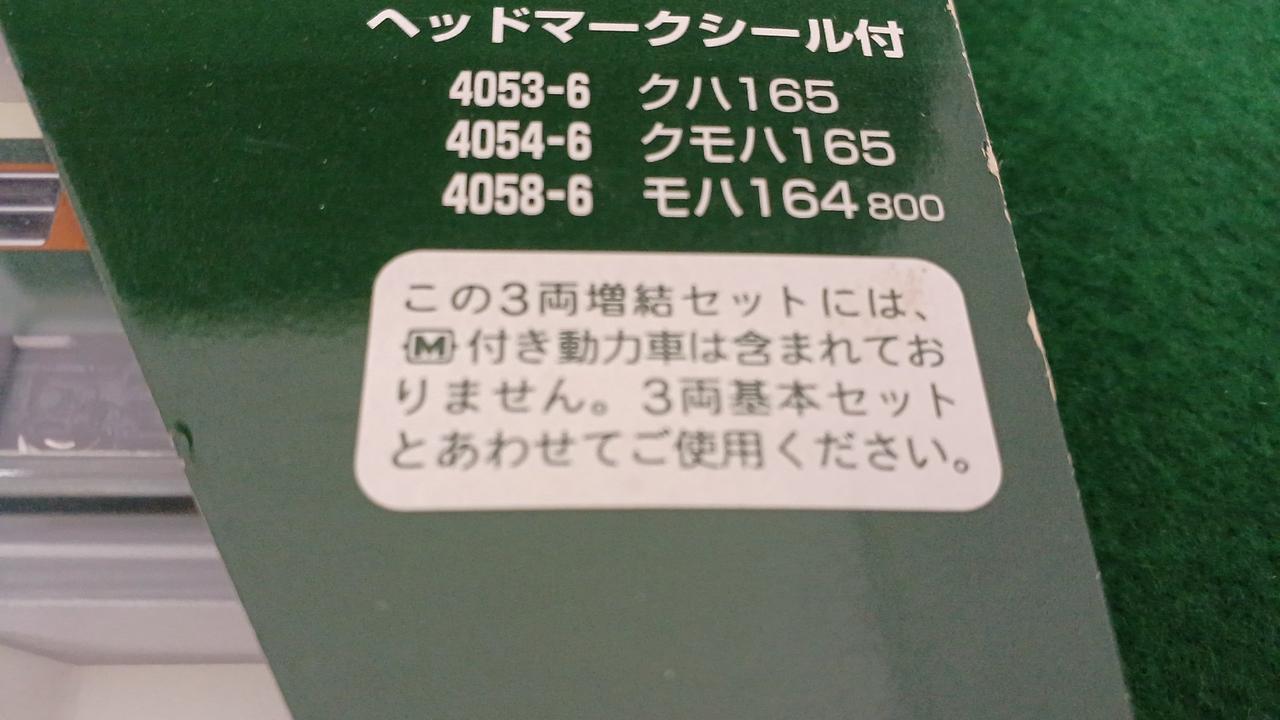 ヘッドマークシール付
4053-6 クハ165
4054-6 クモハ165
4058-6 モハ164 800
この3両増結セットには、
M付き動力車は含まれてお
りません。3両基本セット
とあわせてご使用ください。